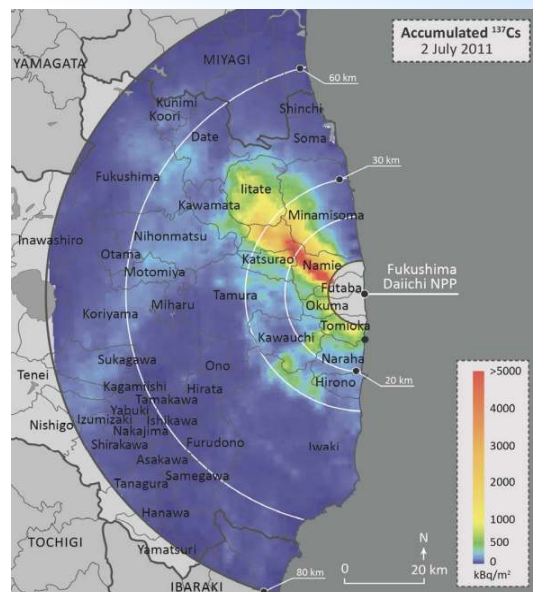 Accumulated ¹³⁷Cs
2 July 2011
YAMAGATA
MIYAGI
60 km
Kunimi
Koori
Shinchi
Date
Soma
30 km
Fukushima
Iitate
Kawamata
Minamisoma
Inawashiro
Nihonmatsu
Otama
Katsurao
Namie
Motomiya
Fukushima
Daiichi NPP
Futaba
Tamura
Okuma
Koriyama
Miharu
Tomioka
Kawauchi
Sukagawa
Ono
Naraha
Tenei
20 km
Kagamiishi
Hirata
Hirono
Tamakawa
Yabuki
Nishigo
Izumizaki
Ishikawa
Nakajima
Shirakawa
Furudono
Iwaki
Asakawa
Samegawa
Tanagura
Hanawa
TOCHIGI
Yamatsuri
IBARAKI
80 km
N
0
20 km
>5000
4000
3000
2000
1000
500
0
kBq/m²